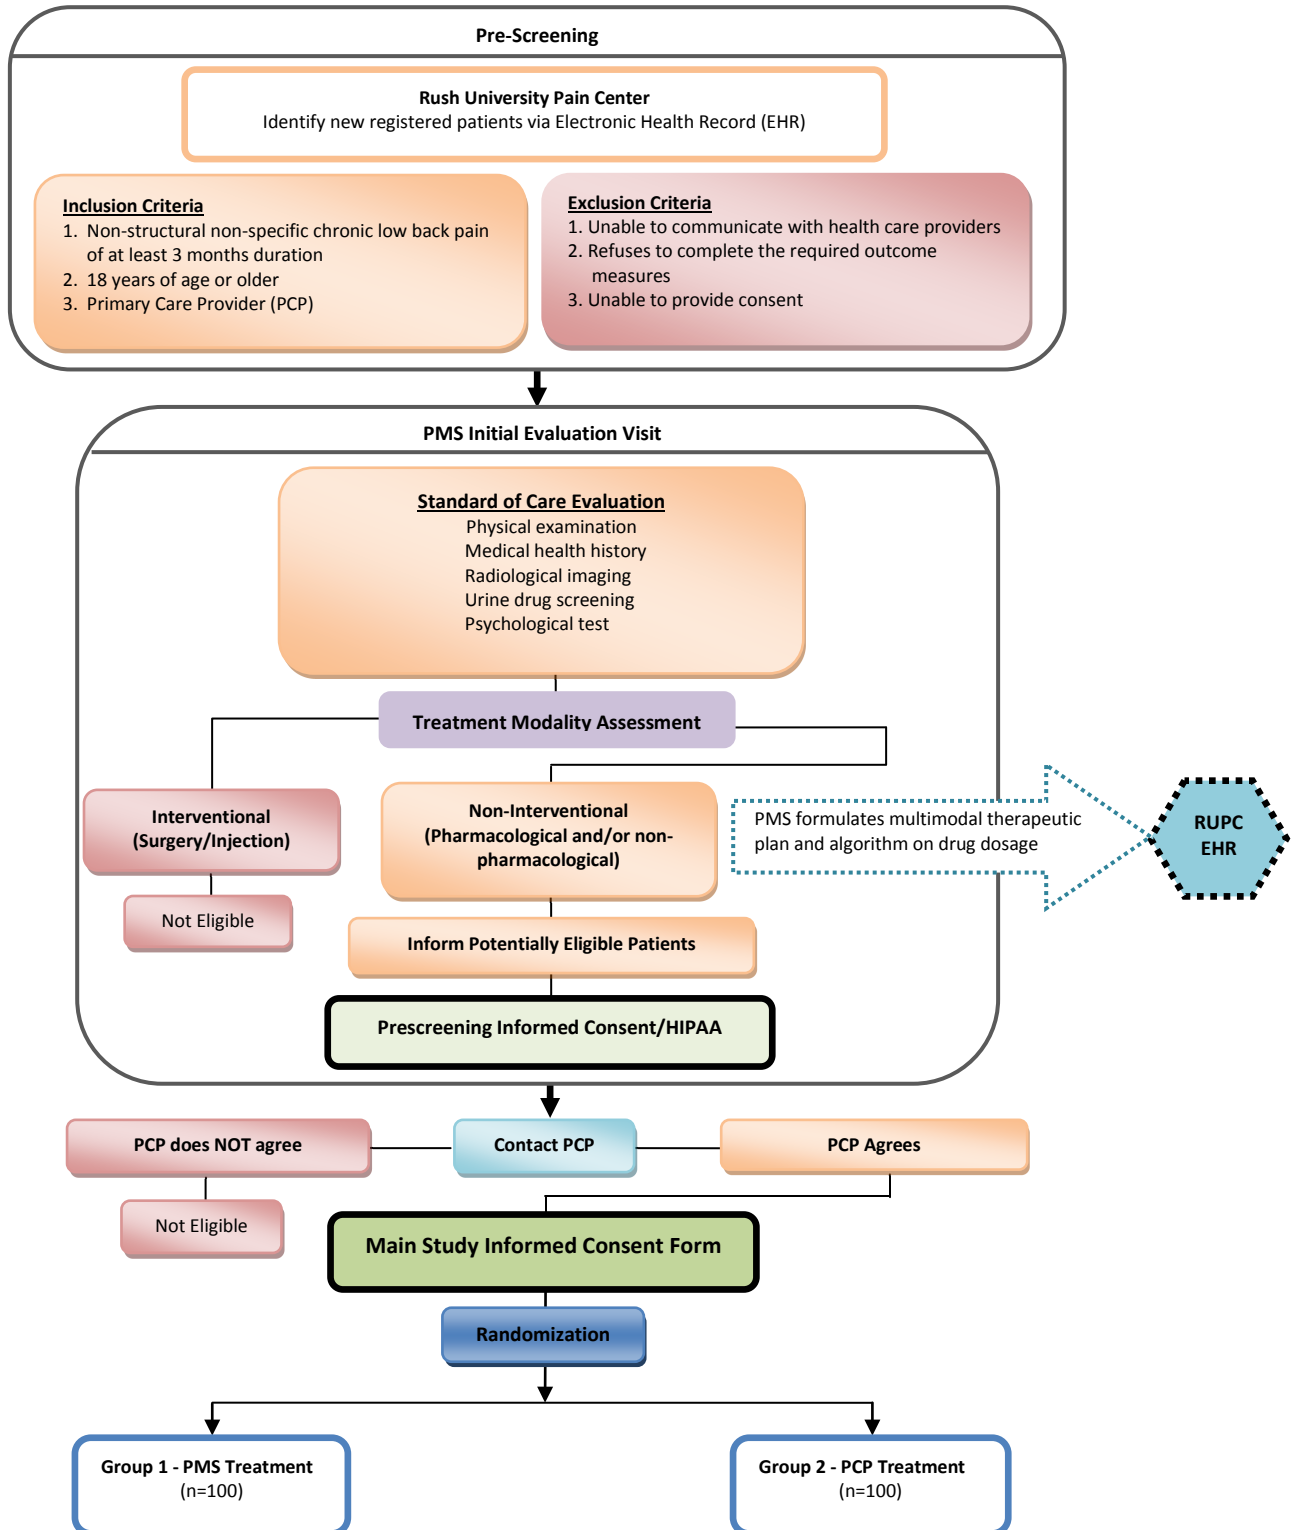 Pre-Screening
Rush University Pain Center
Identify new registered patients via Electronic Health Record (EHR)
Inclusion Criteria
1. Non-structural non-specific chronic low back pain
of at least 3 months duration
2. 18 years of age or older
3. Primary Care Provider (PCP)
Exclusion Criteria
1. Unable to communicate with health care providers
2. Refuses to complete the required outcome
measures
3. Unable to provide consent
PMS Initial Evaluation Visit
Standard of Care Evaluation
Physical examination
Medical health history
Radiological imaging
Urine drug screening
Psychological test
Treatment Modality Assessment
Interventional
(Surgery/Injection)
Not Eligible
Non-Interventional
(Pharmacological and/or non-
pharmacological)
PMS formulates multimodal therapeutic
plan and algorithm on drug dosage
RUPC
EHR
Inform Potentially Eligible Patients
Prescreening Informed Consent/HIPAA
PCP does NOT agree
Contact PCP
PCP Agrees
Not Eligible
Main Study Informed Consent Form
Randomization
Group 1 - PMS Treatment
(n=100)
Group 2 - PCP Treatment
(n=100)